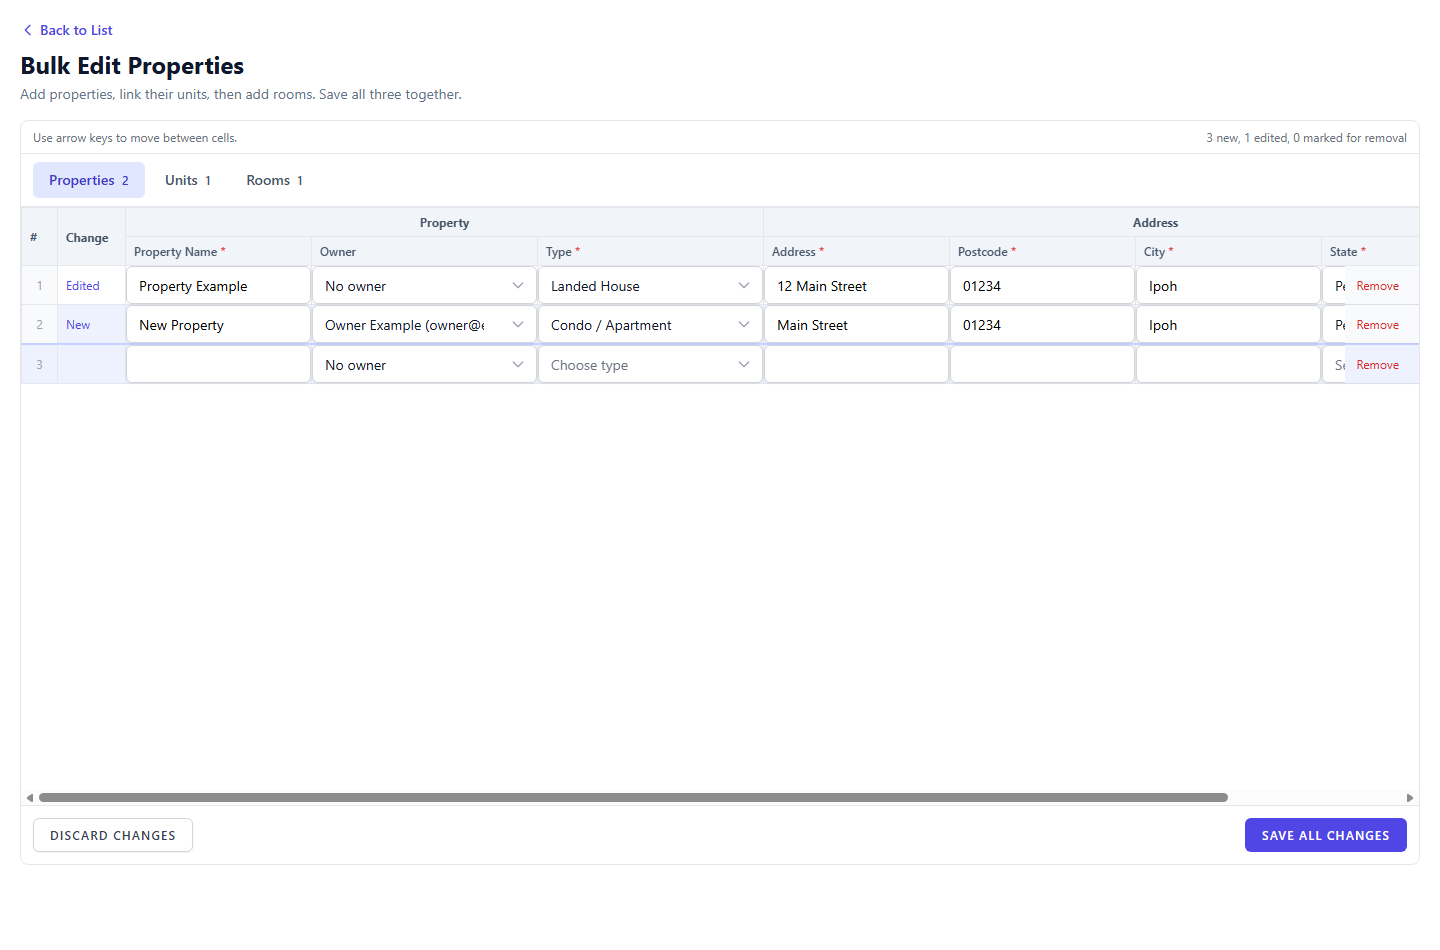 Back to List
Bulk Edit Properties
Add properties, link their units, then add rooms. Save all three together.
Use arrow keys to move between cells.
3 new, 1 edited, 0 marked for removal
Properties 2
Units 1
Rooms 1
# Change Property Address
Property Name * Owner Type * Address * Postcode * City * State *
1 Edited Property Example No owner Landed House 12 Main Street 01234 Ipoh Remove
2 New New Property Owner Example (owner@ Condo / Apartment Main Street 01234 Ipoh Remove
3 No owner Choose type Remove
DISCARD CHANGES
SAVE ALL CHANGES